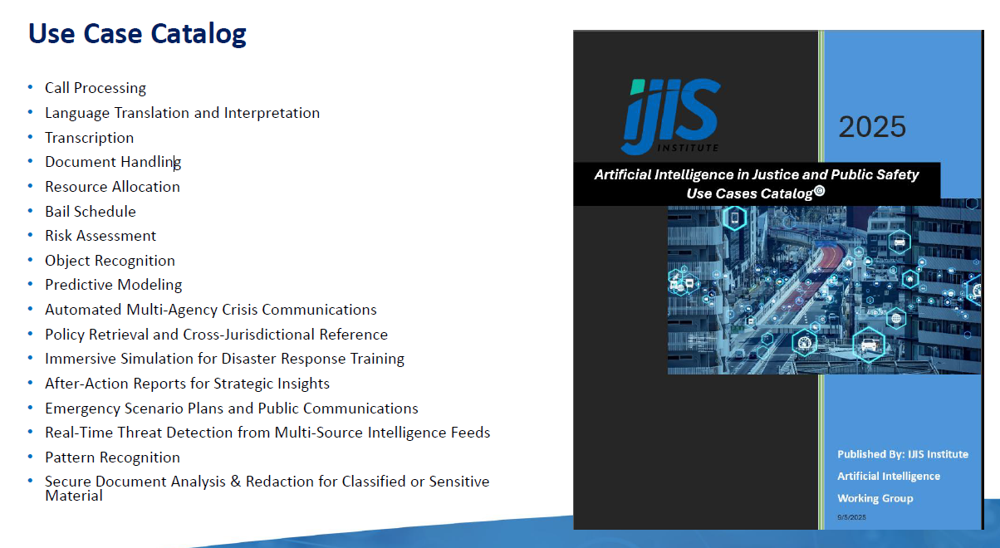 Use Case Catalog
• Call Processing
• Language Translation and Interpretation
• Transcription
• Document Handling
• Resource Allocation
• Bail Schedule
• Risk Assessment
• Object Recognition
• Predictive Modeling
• Automated Multi-Agency Crisis Communications
• Policy Retrieval and Cross-Jurisdictional Reference
• Immersive Simulation for Disaster Response Training
• After-Action Reports for Strategic Insights
• Emergency Scenario Plans and Public Communications
• Real-Time Threat Detection from Multi-Source Intelligence Feeds
• Pattern Recognition
• Secure Document Analysis & Redaction for Classified or Sensitive
Material
ijis
INSTITUTE
2025
Artificial Intelligence in Justice and Public Safety
Use Cases Catalog©
Published By: IJIS Institute
Artificial Intelligence
Working Group
9/5/2025